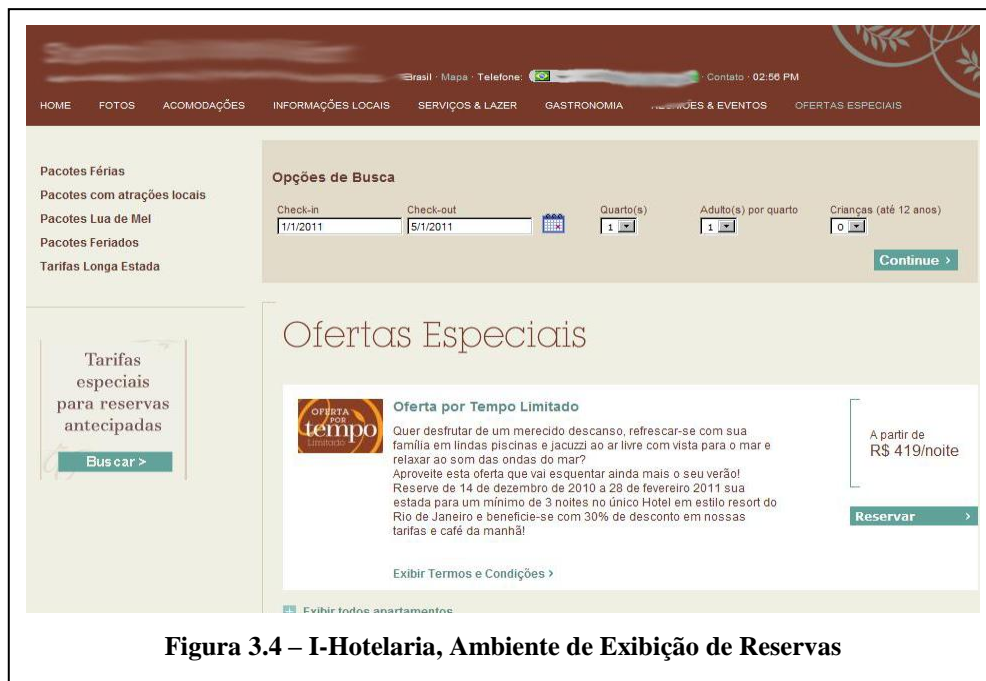 Brasil · Mapa · Telefone: · Contato · 02:56 PM
HOME FOTOS ACOMODAÇÕES INFORMAÇÕES LOCAIS SERVIÇOS & LAZER GASTRONOMIA & EVENTOS OFERTAS ESPECIAIS
Pacotes Férias
Pacotes com atrações locais
Pacotes Lua de Mel
Pacotes Feriados
Tarifas Longa Estada
Opções de Busca
Check-in Check-out Quarto(s) Adulto(s) por quarto Crianças (até 12 anos)
1/1/2011 5/1/2011 1 1 0
Continue >
Tarifas
especiais
para reservas
antecipadas
Buscar >
Ofertas Especiais
OFERTA
POR
tempo
Limitado
Oferta por Tempo Limitado
Quer desfrutar de um merecido descanso, refrescar-se com sua
família em lindas piscinas e jacuzzi ao ar livre com vista para o mar e
relaxar ao som das ondas do mar?
Aproveite esta oferta que vai esquentar ainda mais o seu verão!
Reserve de 14 de dezembro de 2010 a 28 de fevereiro 2011 sua
estada para um mínimo de 3 noites no único Hotel em estilo resort do
Rio de Janeiro e beneficie-se com 30% de desconto em nossas
tarifas e café da manhã!
Exibir Termos e Condições >
A partir de
R$ 419/noite
Reservar >
Exibir todos apartamentos
Figura 3.4 – I-Hotelaria, Ambiente de Exibição de Reservas